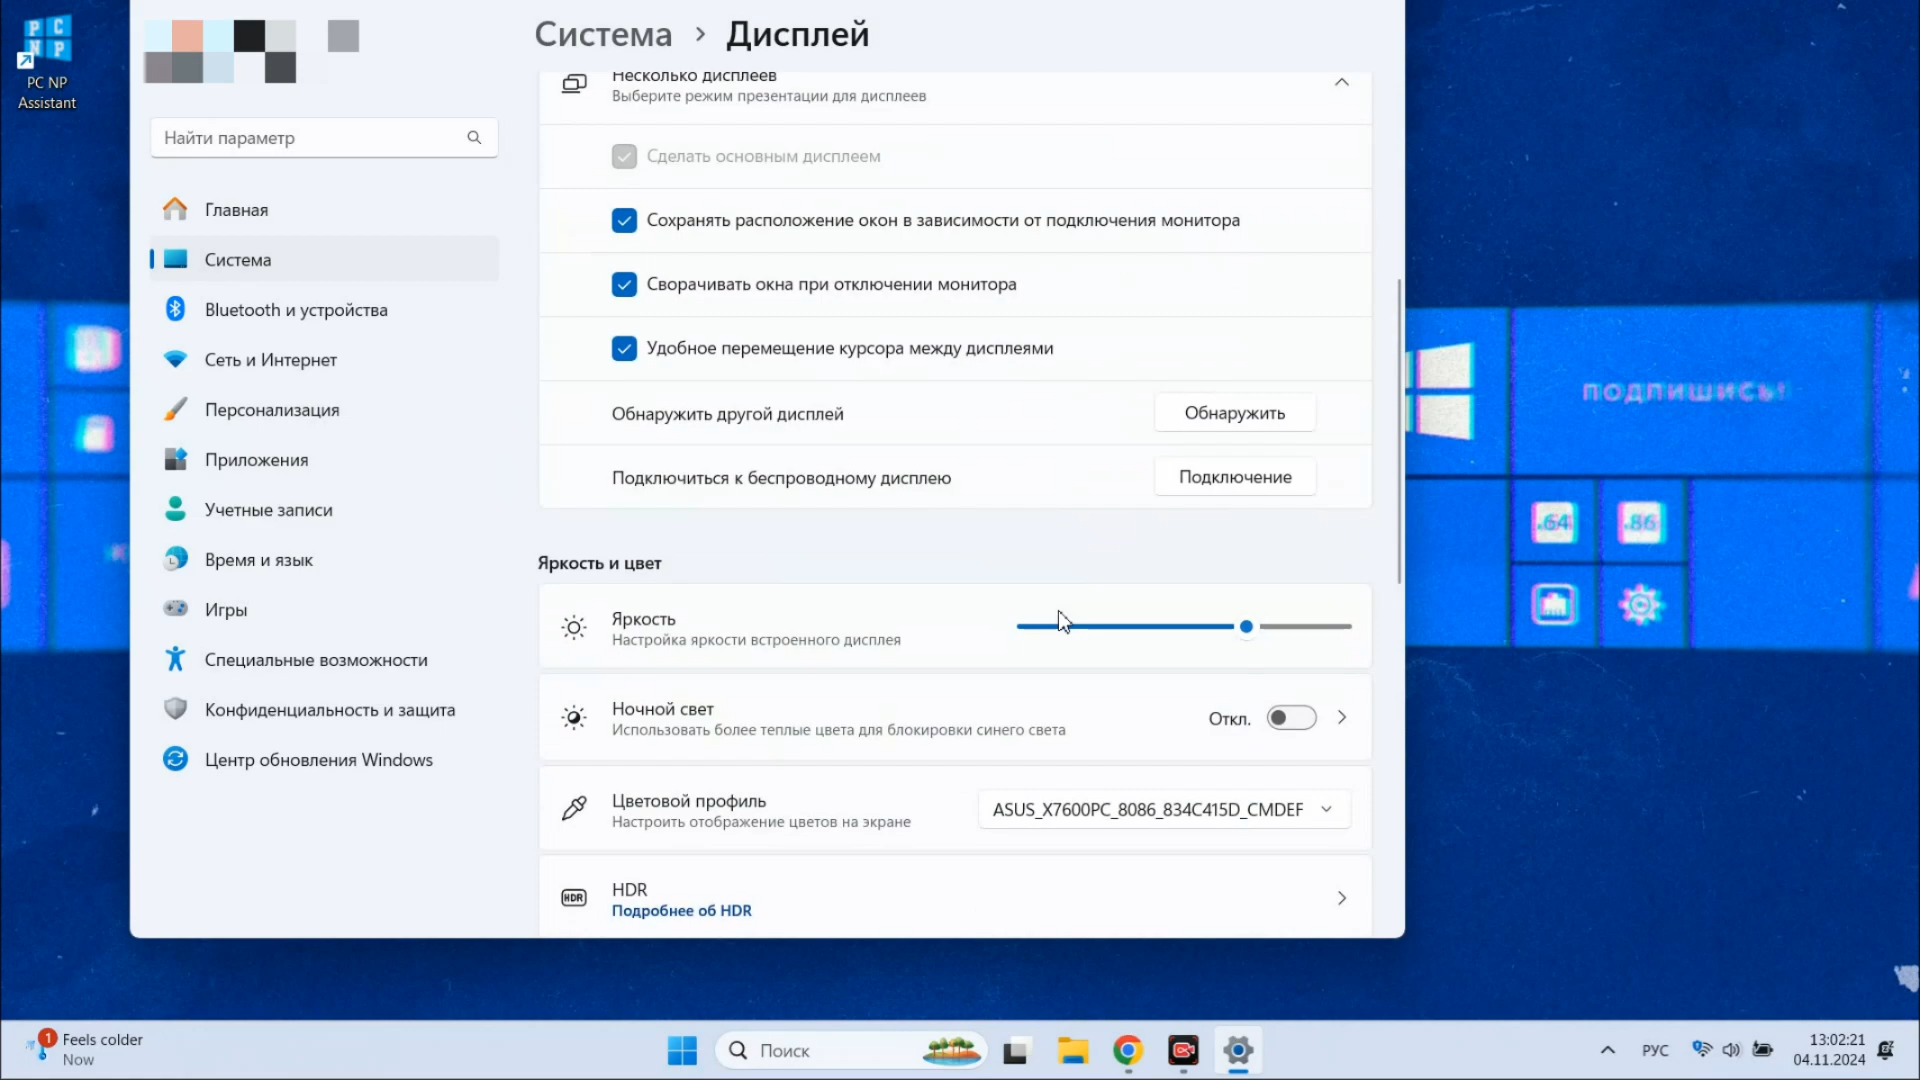 PC NP
Assistant
Система > Дисплей
Несколько дисплеев
Выберите режим презентации для дисплеев
Найти параметр
Сделать основным дисплеем
Главная
Сохранять расположение окон в зависимости от подключения монитора
Система
Сворачивать окна при отключении монитора
Bluetooth и устройства
Удобное перемещение курсора между дисплеями
Сеть и Интернет
Персонализация
Обнаружить другой дисплей
Обнаружить
Приложения
Подключиться к беспроводному дисплею
Подключение
Учетные записи
Время и язык
Яркость и цвет
Игры
Яркость
Настройка яркости встроенного дисплея
Специальные возможности
Конфиденциальность и защита
Ночной свет
Использовать более теплые цвета для блокировки синего света
Откл.
Центр обновления Windows
Цветовой профиль
Настроить отображение цветов на экране
ASUS_X7600PC_8086_834C415D_CMDEF
HDR
HDR
Подробнее об HDR
ПОДПИШИСЬ!
.64
.86
1
Feels colder
Now
Поиск
РУС
13:02:21
04.11.2024